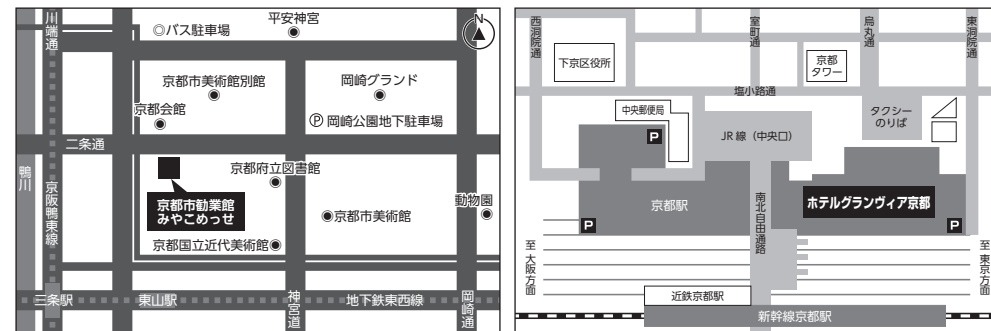 川端通
◎バス駐車場
平安神宮
N
京都市美術館別館
岡崎グランド
京都会館
Ⓟ岡崎公園地下駐車場
二条通
鴨川
京阪鴨東線
京都市勧業館
みやこめっせ
京都府立図書館
動物園
京都市美術館
京都国立近代美術館
三条駅
東山駅
神宮道
地下鉄東西線
岡崎通
西洞院通
室町通
烏丸通
東洞院通
下京区役所
京都
タワー
塩小路通
中央郵便局
P
JR線（中央口）
タクシー
のりば
京都駅
南北自由通路
ホテルグランヴィア京都
P
P
至大阪方面
至東京方面
近鉄京都駅
新幹線京都駅